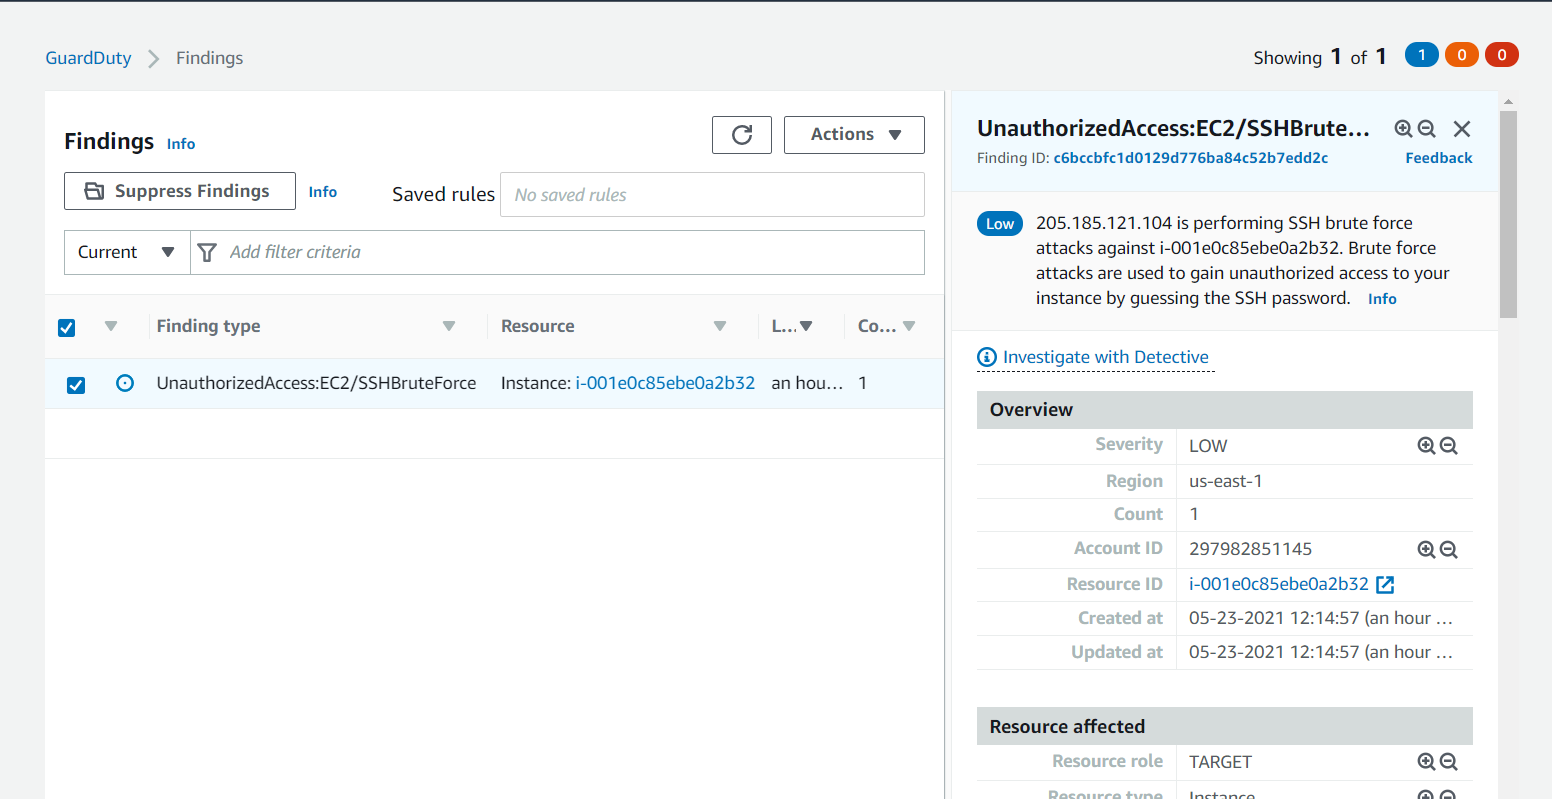 GuardDuty Findings
Showing 1 of 1 1 0 0
Findings Info
Actions
Suppress Findings Info Saved rules No saved rules
Current Add filter criteria
Finding type Resource L... Co...
UnauthorizedAccess:EC2/SSHBruteForce Instance: i-001e0c85ebe0a2b32 an hou... 1
UnauthorizedAccess:EC2/SSHBrute...
Finding ID: c6bccbfc1d0129d776ba84c52b7edd2c Feedback
Low 205.185.121.104 is performing SSH brute force
attacks against i-001e0c85ebe0a2b32. Brute force
attacks are used to gain unauthorized access to your
instance by guessing the SSH password. Info
Investigate with Detective
Overview
Severity LOW
Region us-east-1
Count 1
Account ID 297982851145
Resource ID i-001e0c85ebe0a2b32
Created at 05-23-2021 12:14:57 (an hour ...
Updated at 05-23-2021 12:14:57 (an hour ...
Resource affected
Resource role TARGET
Resource type Instance